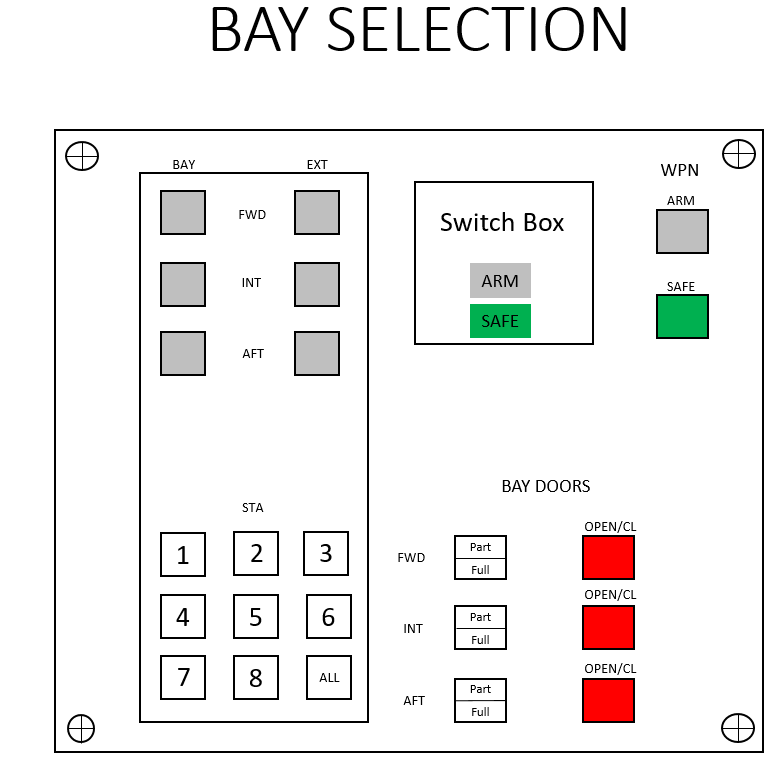 BAY SELECTION
BAY EXT
FWD
INT
AFT
STA
1 2 3
4 5 6
7 8 ALL
Switch Box
ARM
SAFE
WPN
ARM
SAFE
BAY DOORS
OPEN/CL
FWD Part
Full
OPEN/CL
INT Part
Full
OPEN/CL
AFT Part
Full